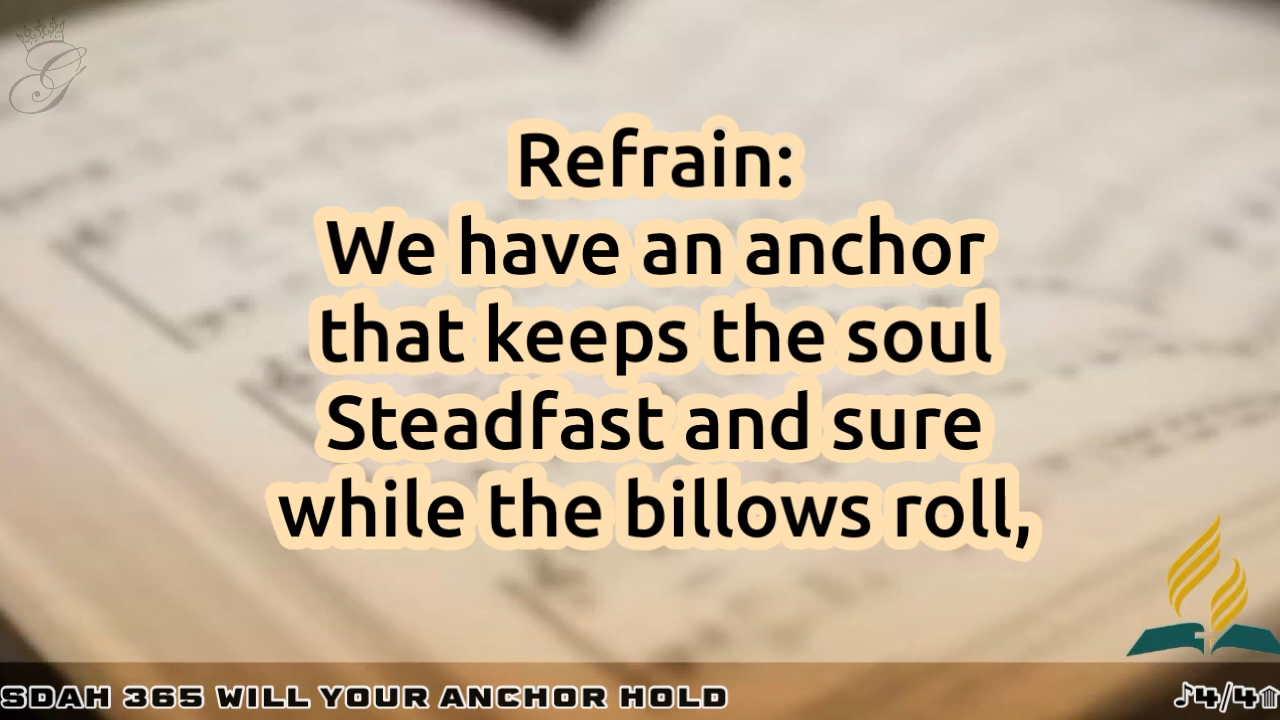 Refrain:
We have an anchor
that keeps the soul
Steadfast and sure
while the billows roll,
SDAH 365 WILL YOUR ANCHOR HOLD
♪4/4